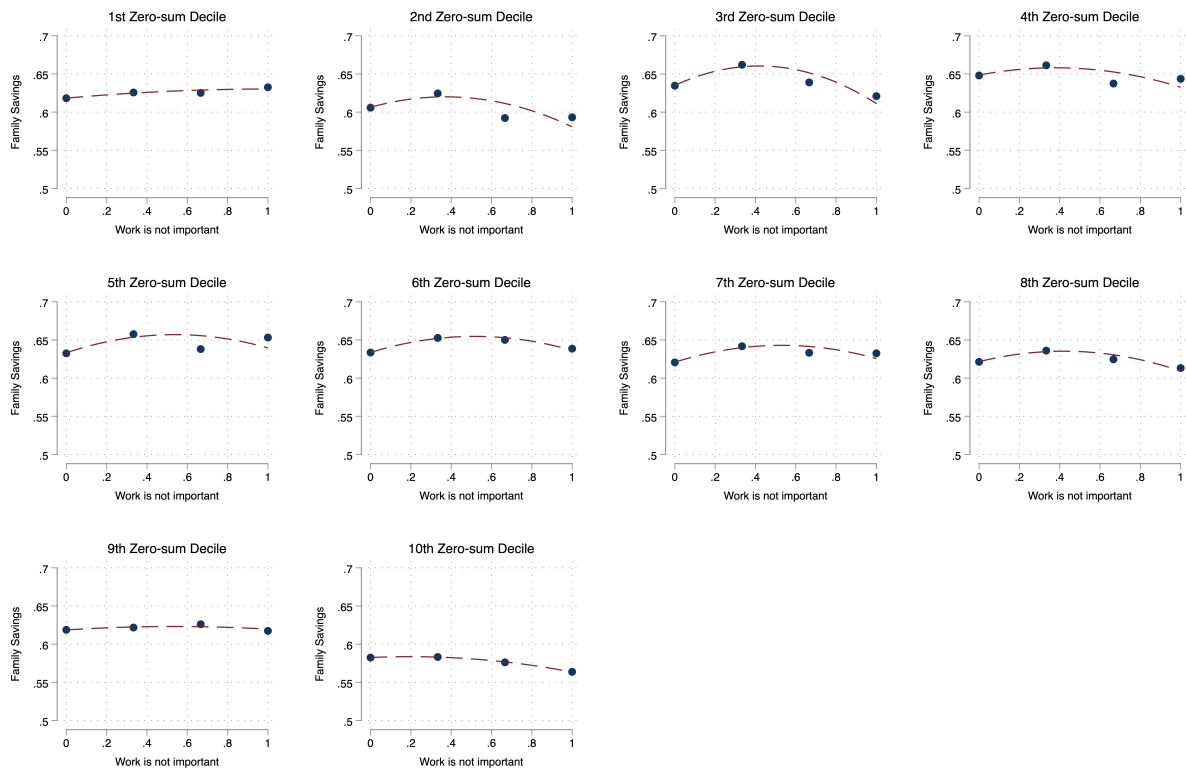 1st Zero-sum Decile
2nd Zero-sum Decile
3rd Zero-sum Decile
4th Zero-sum Decile
.7
.65
.6
.55
.5
Family Savings
0 .2 .4 .6 .8 1
Work is not important
.7
.65
.6
.55
.5
Family Savings
0 .2 .4 .6 .8 1
Work is not important
.7
.65
.6
.55
.5
Family Savings
0 .2 .4 .6 .8 1
Work is not important
.7
.65
.6
.55
.5
Family Savings
0 .2 .4 .6 .8 1
Work is not important
5th Zero-sum Decile
6th Zero-sum Decile
7th Zero-sum Decile
8th Zero-sum Decile
.7
.65
.6
.55
.5
Family Savings
0 .2 .4 .6 .8 1
Work is not important
.7
.65
.6
.55
.5
Family Savings
0 .2 .4 .6 .8 1
Work is not important
.7
.65
.6
.55
.5
Family Savings
0 .2 .4 .6 .8 1
Work is not important
.7
.65
.6
.55
.5
Family Savings
0 .2 .4 .6 .8 1
Work is not important
9th Zero-sum Decile
10th Zero-sum Decile
.7
.65
.6
.55
.5
Family Savings
0 .2 .4 .6 .8 1
Work is not important
.7
.65
.6
.55
.5
Family Savings
0 .2 .4 .6 .8 1
Work is not important